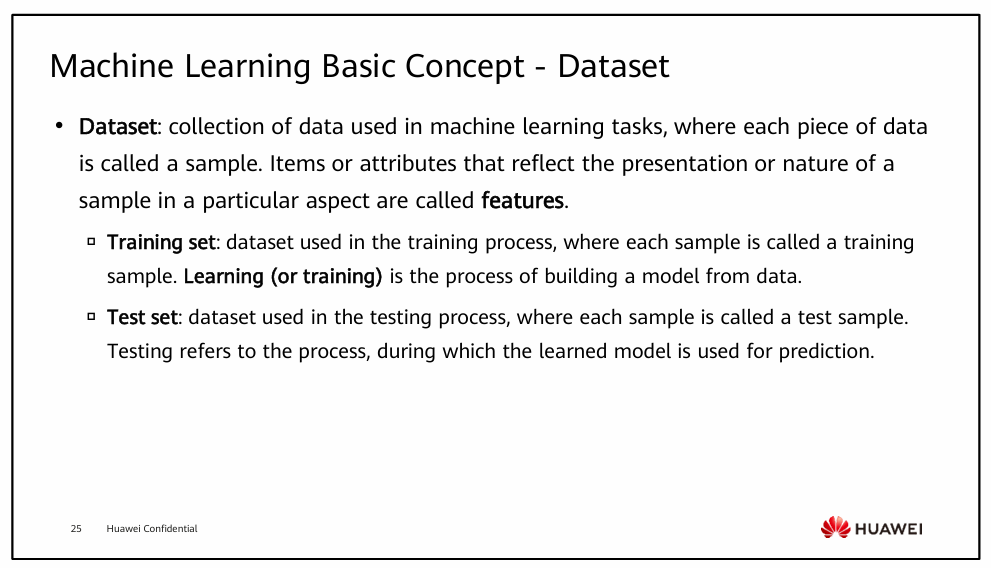 Machine Learning Basic Concept - Dataset
• Dataset: collection of data used in machine learning tasks, where each piece of data
is called a sample. Items or attributes that reflect the presentation or nature of a
sample in a particular aspect are called features.
▫ Training set: dataset used in the training process, where each sample is called a training
sample. Learning (or training) is the process of building a model from data.
▫ Test set: dataset used in the testing process, where each sample is called a test sample.
Testing refers to the process, during which the learned model is used for prediction.
25 Huawei Confidential
HUAWEI